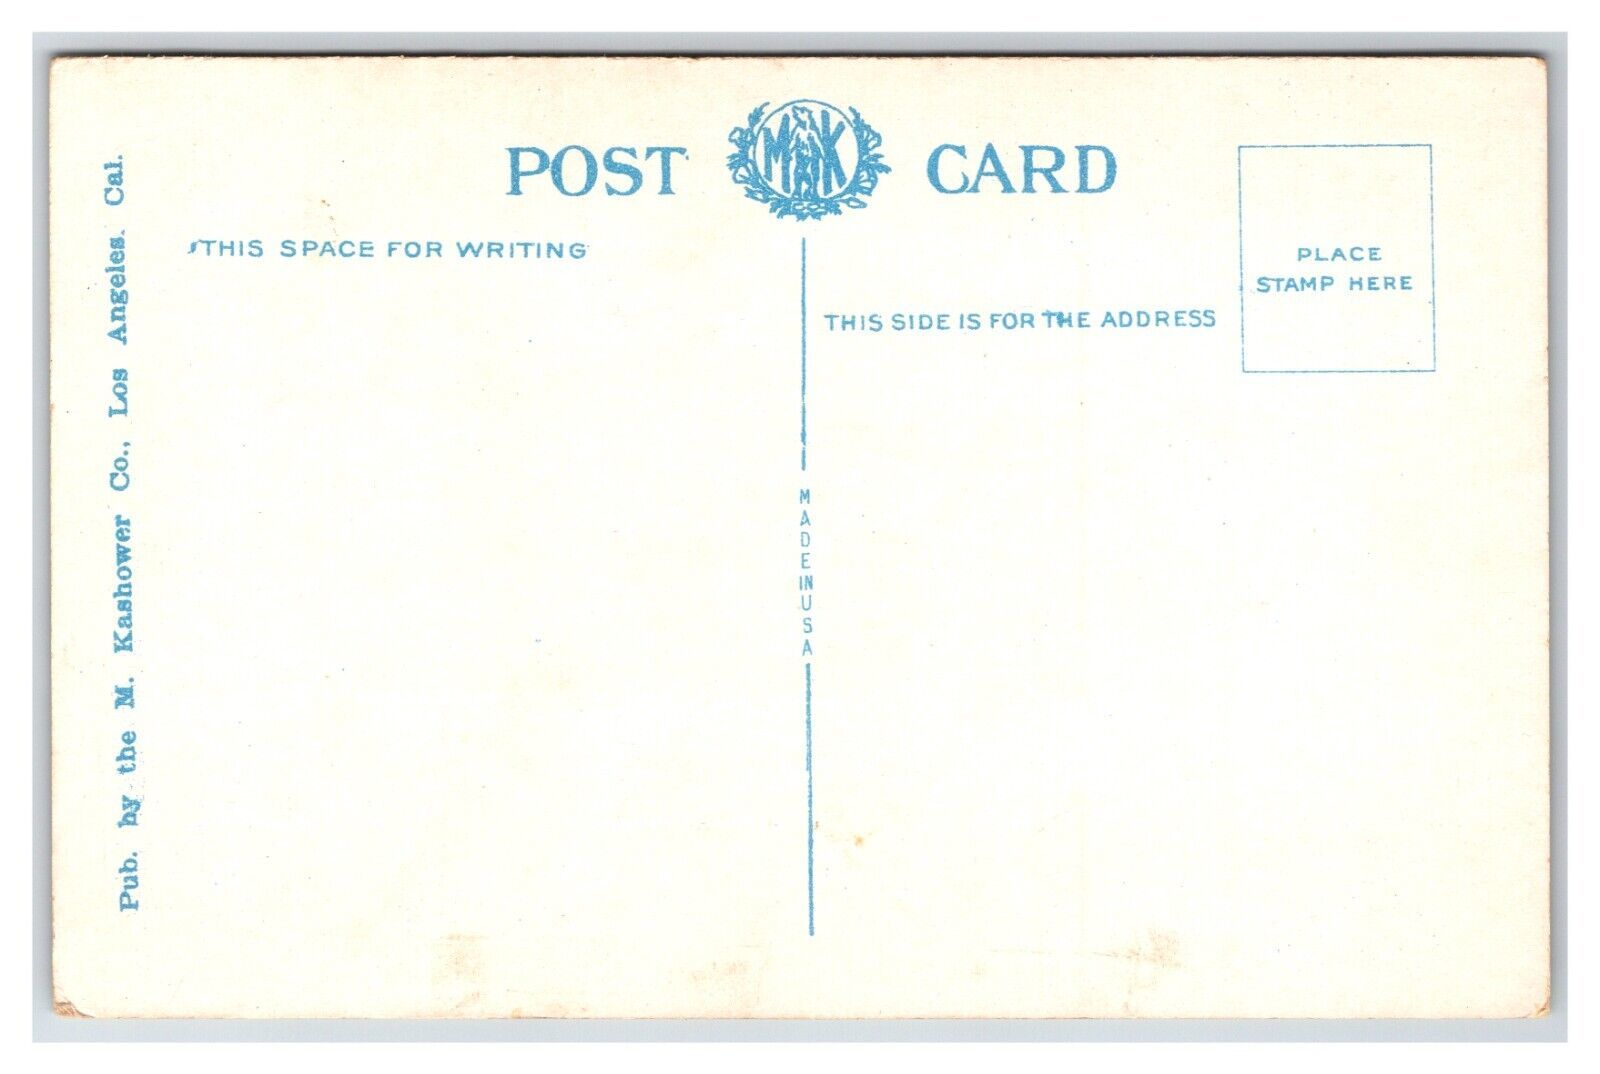 POST MK CARD
THIS SPACE FOR WRITING
THIS SIDE IS FOR THE ADDRESS
PLACE
STAMP HERE
MADE IN USA
Pub. by the M. Kashower Co., Los Angeles. Cal.